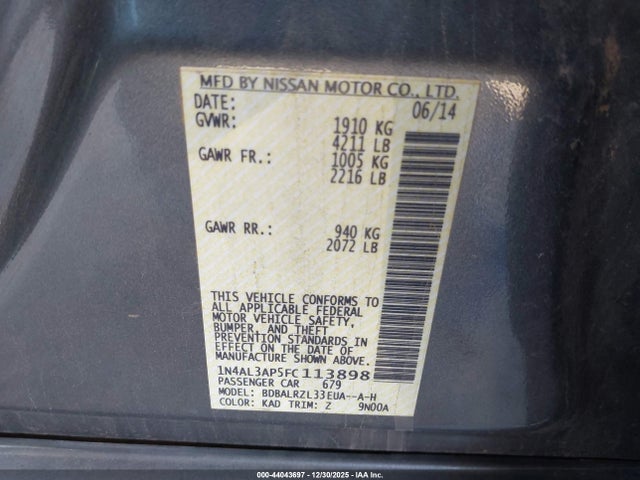 MFD BY NISSAN MOTOR CO., LTD.
DATE: 06/14
GVWR: 1910 KG
4211 LB
GAWR FR.: 1005 KG
2216 LB
GAWR RR.: 940 KG
2072 LB
THIS VEHICLE CONFORMS TO
ALL APPLICABLE FEDERAL
MOTOR VEHICLE SAFETY,
BUMPER, AND THEFT
PREVENTION STANDARDS IN
EFFECT ON THE DATE OF
MANUFACTURE SHOWN ABOVE.
1N4AL3AP5FC113898
PASSENGER CAR 679
MODEL: BDBALRZL33EUA--A-H
COLOR: KAD TRIM: Z 9N00A
000-44043697 - 12/30/2025 - IAA Inc.